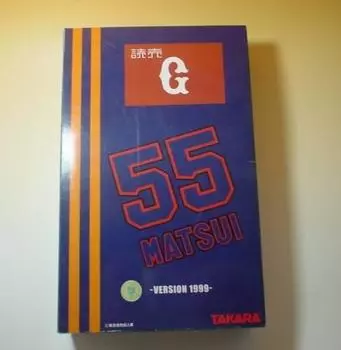 読売
G
55
MATSUI
-VERSION 1999-
TAKARA